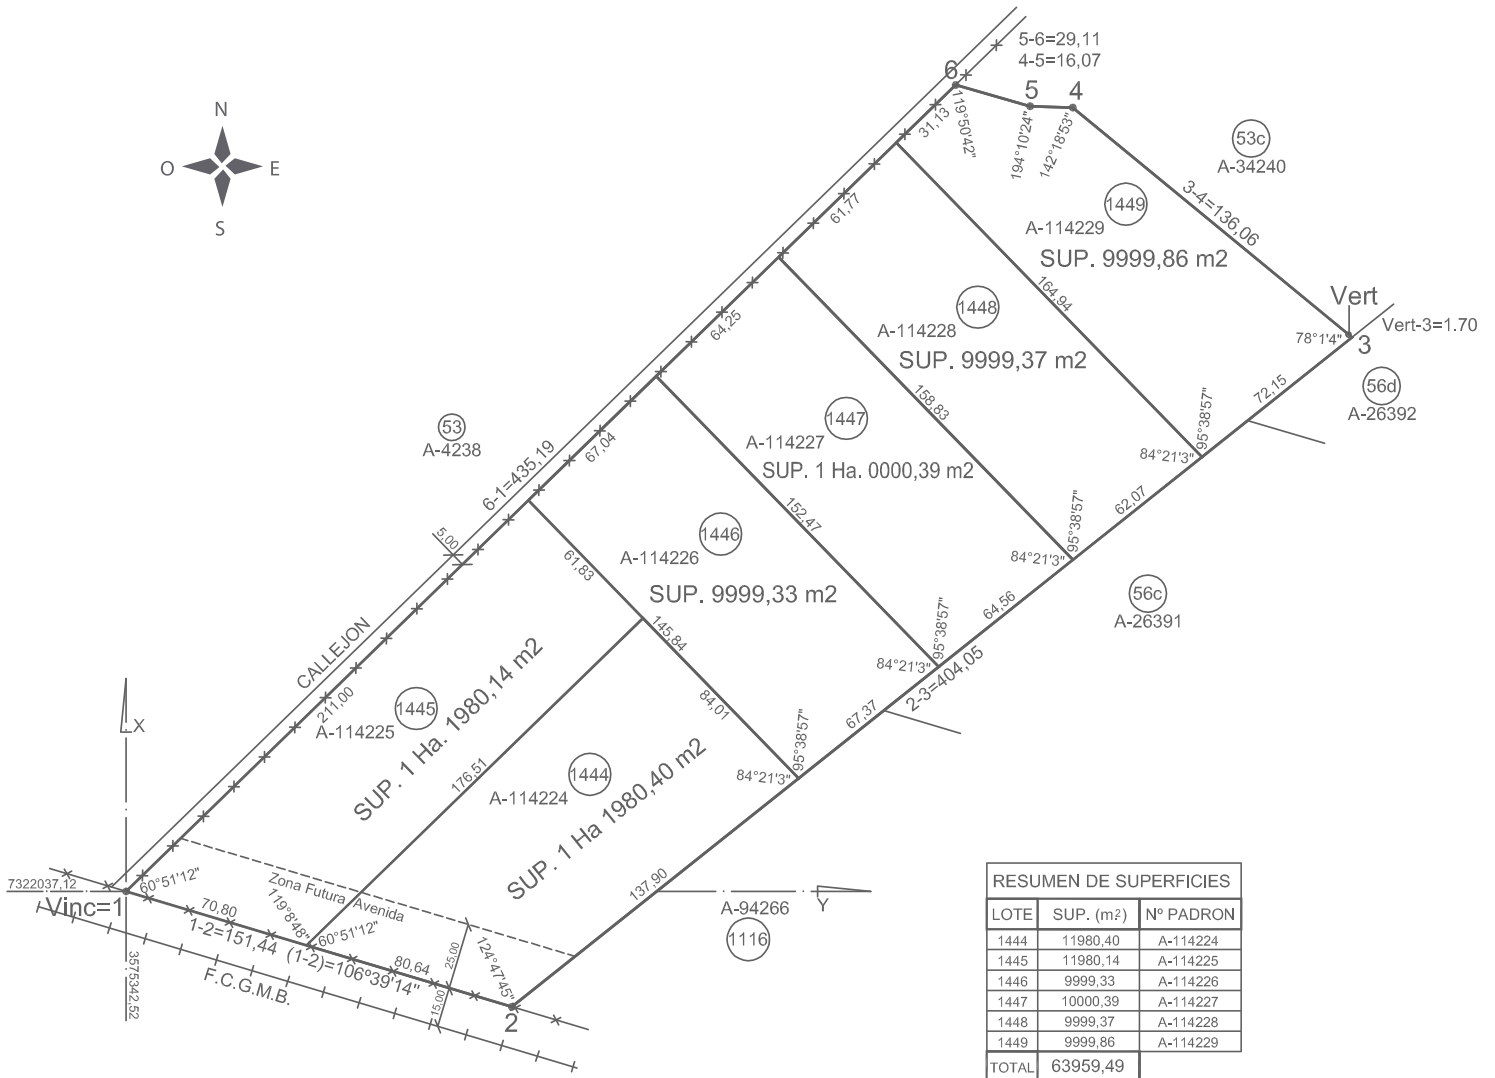 5-6=29,11
4-5=16,07
6
5
4
N
O
E
S
31,13
119°50'42"
194°10'24"
142°18'53"
53c
A-34240
3-4=136,06
1449
A-114229
SUP. 9999,86 m2
61,77
164,94
Vert
Vert-3=1.70
78°1'4"
3
1448
A-114228
SUP. 9999,37 m2
64,25
158,83
72,15
56d
A-26392
95°38'57"
84°21'3"
1447
A-114227
SUP. 1 Ha. 0000,39 m2
53
A-4238
67,04
6-1=435,19
152,47
62,07
95°38'57"
84°21'3"
5,00
1446
A-114226
SUP. 9999,33 m2
61,83
145,84
84,01
64,56
56c
A-26391
95°38'57"
84°21'3"
2-3=404,05
67,37
CALLEJON
211,00
1445
A-114225
SUP. 1 Ha. 1980,14 m2
176,51
1444
A-114224
SUP. 1 Ha 1980,40 m2
95°38'57"
84°21'3"
X
7322037,12
Vinc=1
60°51'12"
Zona Futura Avenida
70,80
1-2=151,44
119°8'48"
60°51'12"
(1-2)=106º39'14"
80,64
25,00
15,00
124°47'45"
2
137,90
A-94266
1116
Y
3575342,52
F.C.G.M.B.
RESUMEN DE SUPERFICIES
LOTE SUP. (m²) Nº PADRON
1444 11980,40 A-114224
1445 11980,14 A-114225
1446 9999,33 A-114226
1447 10000,39 A-114227
1448 9999,37 A-114228
1449 9999,86 A-114229
TOTAL 63959,49